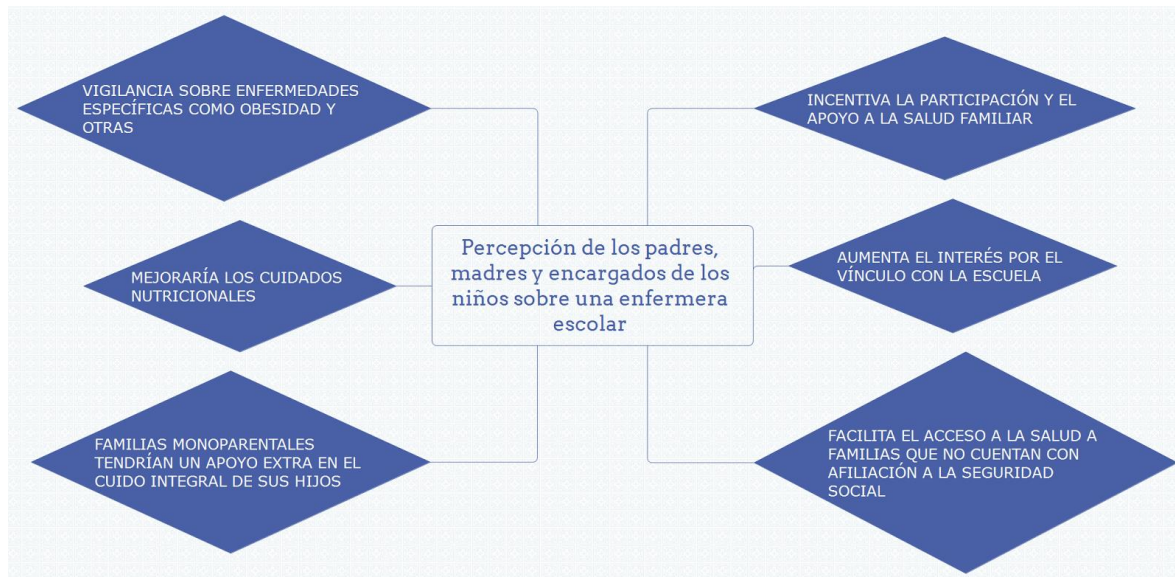 VIGILANCIA SOBRE ENFERMEDADES
ESPECÍFICAS COMO OBESIDAD Y
OTRAS
MEJORARÍA LOS CUIDADOS
NUTRICIONALES
FAMILIAS MONOPARENTALES
TENDRÍAN UN APOYO EXTRA EN EL
CUIDO INTEGRAL DE SUS HIJOS
Percepción de los padres,
madres y encargados de los
niños sobre una enfermera
escolar
INCENTIVA LA PARTICIPACIÓN Y EL
APOYO A LA SALUD FAMILIAR
AUMENTA EL INTERÉS POR EL
VÍNCULO CON LA ESCUELA
FACILITA EL ACCESO A LA SALUD A
FAMILIAS QUE NO CUENTAN CON
AFILIACIÓN A LA SEGURIDAD
SOCIAL